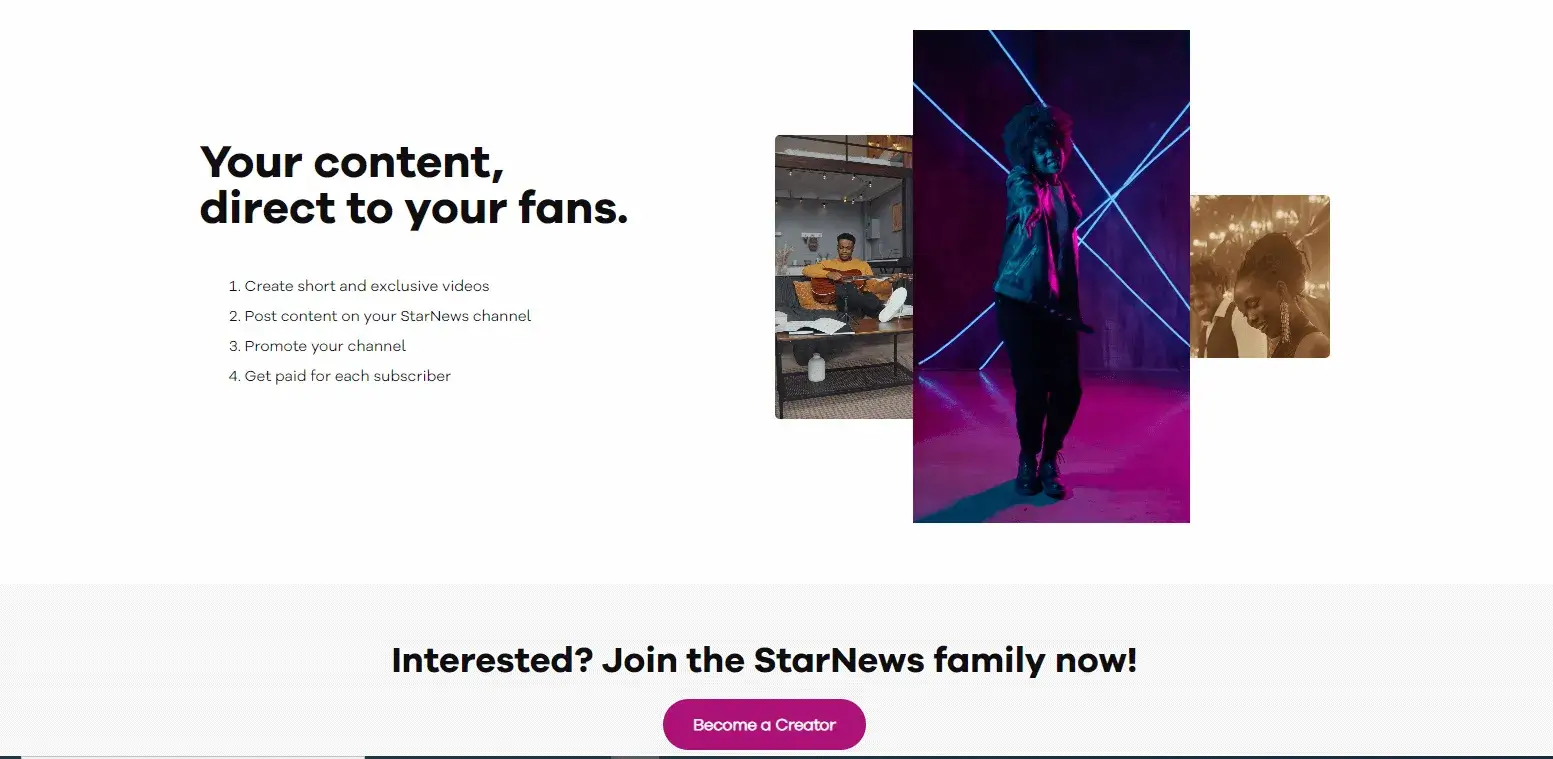 Your content,
direct to your fans.
1. Create short and exclusive videos
2. Post content on your StarNews channel
3. Promote your channel
4. Get paid for each subscriber
Interested? Join the StarNews family now!
Become a Creator